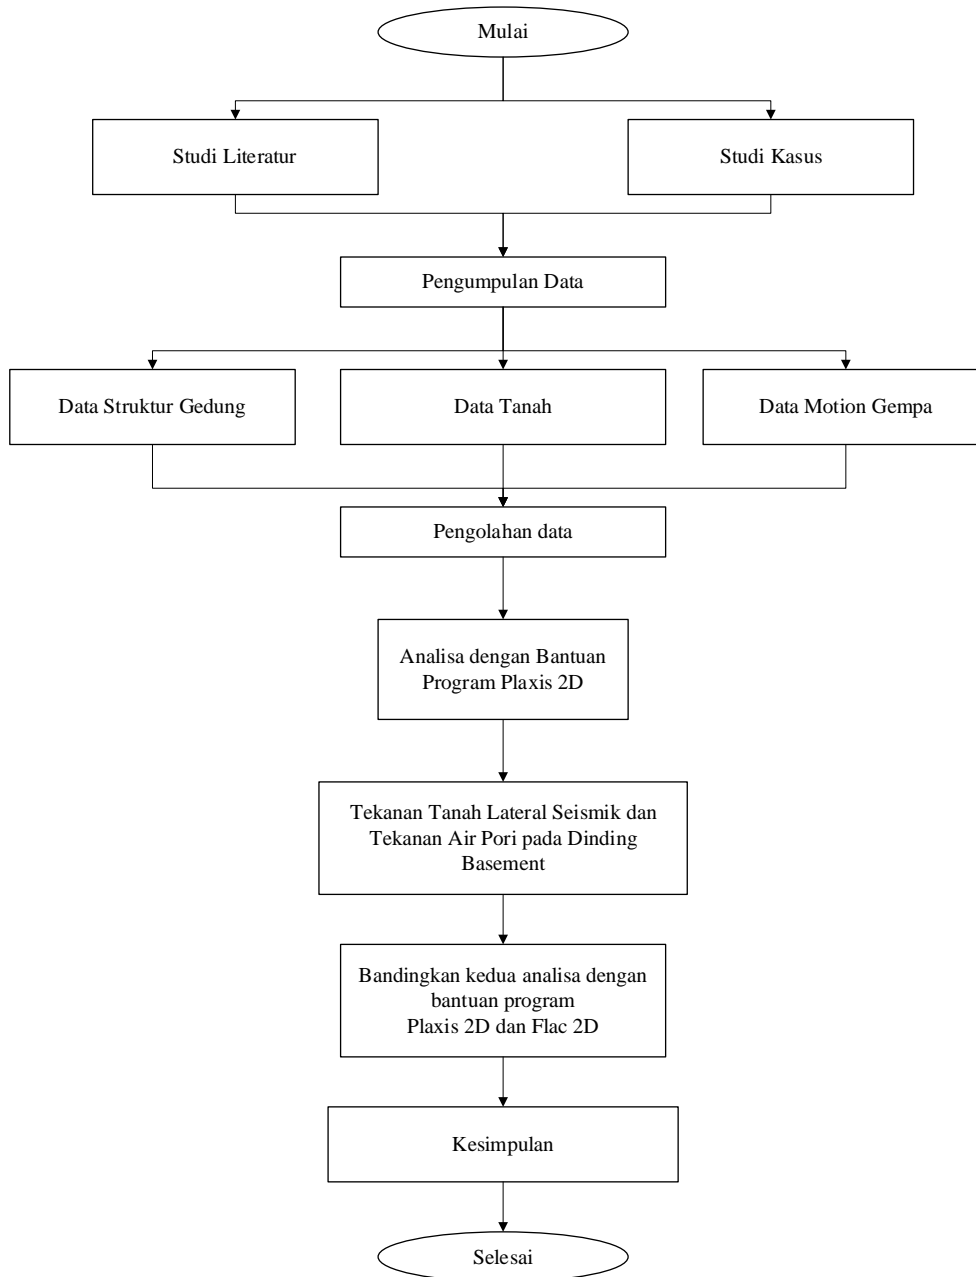 Mulai
Studi Literatur
Studi Kasus
Pengumpulan Data
Data Struktur Gedung
Data Tanah
Data Motion Gempa
Pengolahan data
Analisa dengan Bantuan
Program Plaxis 2D
Tekanan Tanah Lateral Seismik dan
Tekanan Air Pori pada Dinding
Basement
Bandingkan kedua analisa dengan
bantuan program
Plaxis 2D dan Flac 2D
Kesimpulan
Selesai